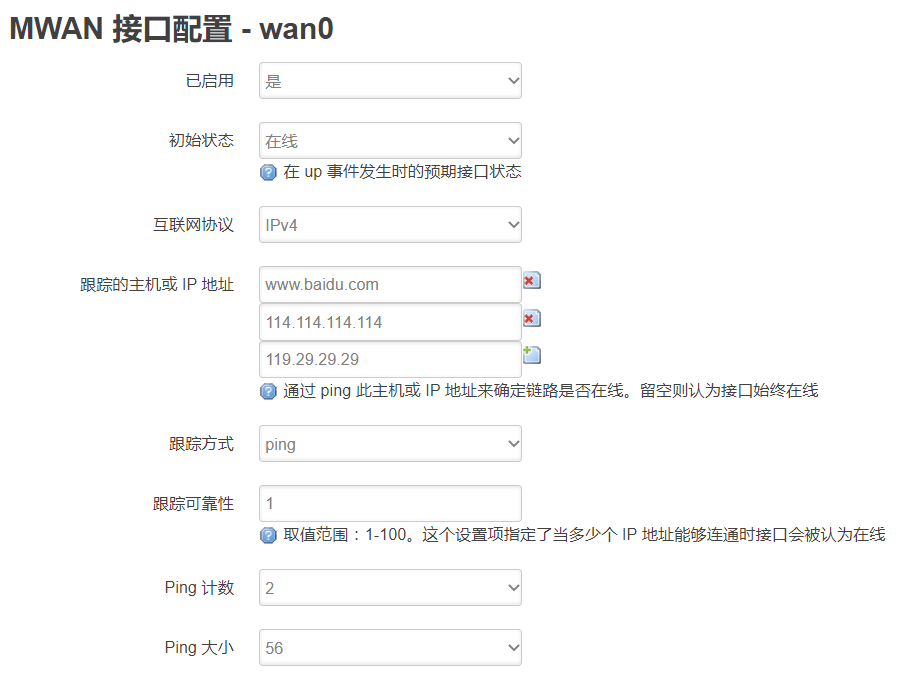 MWAN 接口配置 - wan0
已启用 是
初始状态 在线
在 up 事件发生时的预期接口状态
互联网协议 IPv4
跟踪的主机或 IP 地址 www.baidu.com
114.114.114.114
119.29.29.29
通过 ping 此主机或 IP 地址来确定链路是否在线。留空则认为接口始终在线
跟踪方式 ping
跟踪可靠性 1
取值范围：1-100。这个设置项指定了当多少个 IP 地址能够连通时接口会被认为在线
Ping 计数 2
Ping 大小 56